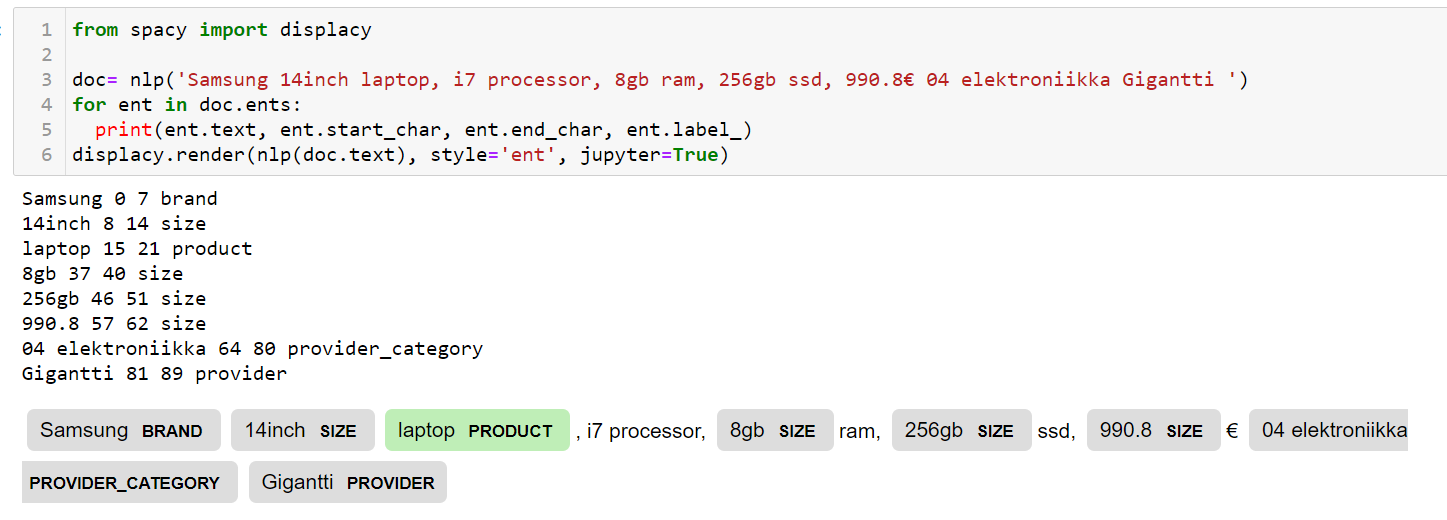 1 from spacy import displacy
2
3 doc= nlp('Samsung 14inch laptop, i7 processor, 8gb ram, 256gb ssd, 990.8€ 04 elektroniikka Gigantti ')
4 for ent in doc.ents:
5   print(ent.text, ent.start_char, ent.end_char, ent.label_)
6 displacy.render(nlp(doc.text), style='ent', jupyter=True)
Samsung 0 7 brand
14inch 8 14 size
laptop 15 21 product
8gb 37 40 size
256gb 46 51 size
990.8 57 62 size
04 elektroniikka 64 80 provider_category
Gigantti 81 89 provider
Samsung BRAND 14inch SIZE laptop PRODUCT , i7 processor, 8gb SIZE ram, 256gb SIZE ssd, 990.8 SIZE € 04 elektroniikka
PROVIDER_CATEGORY Gigantti PROVIDER